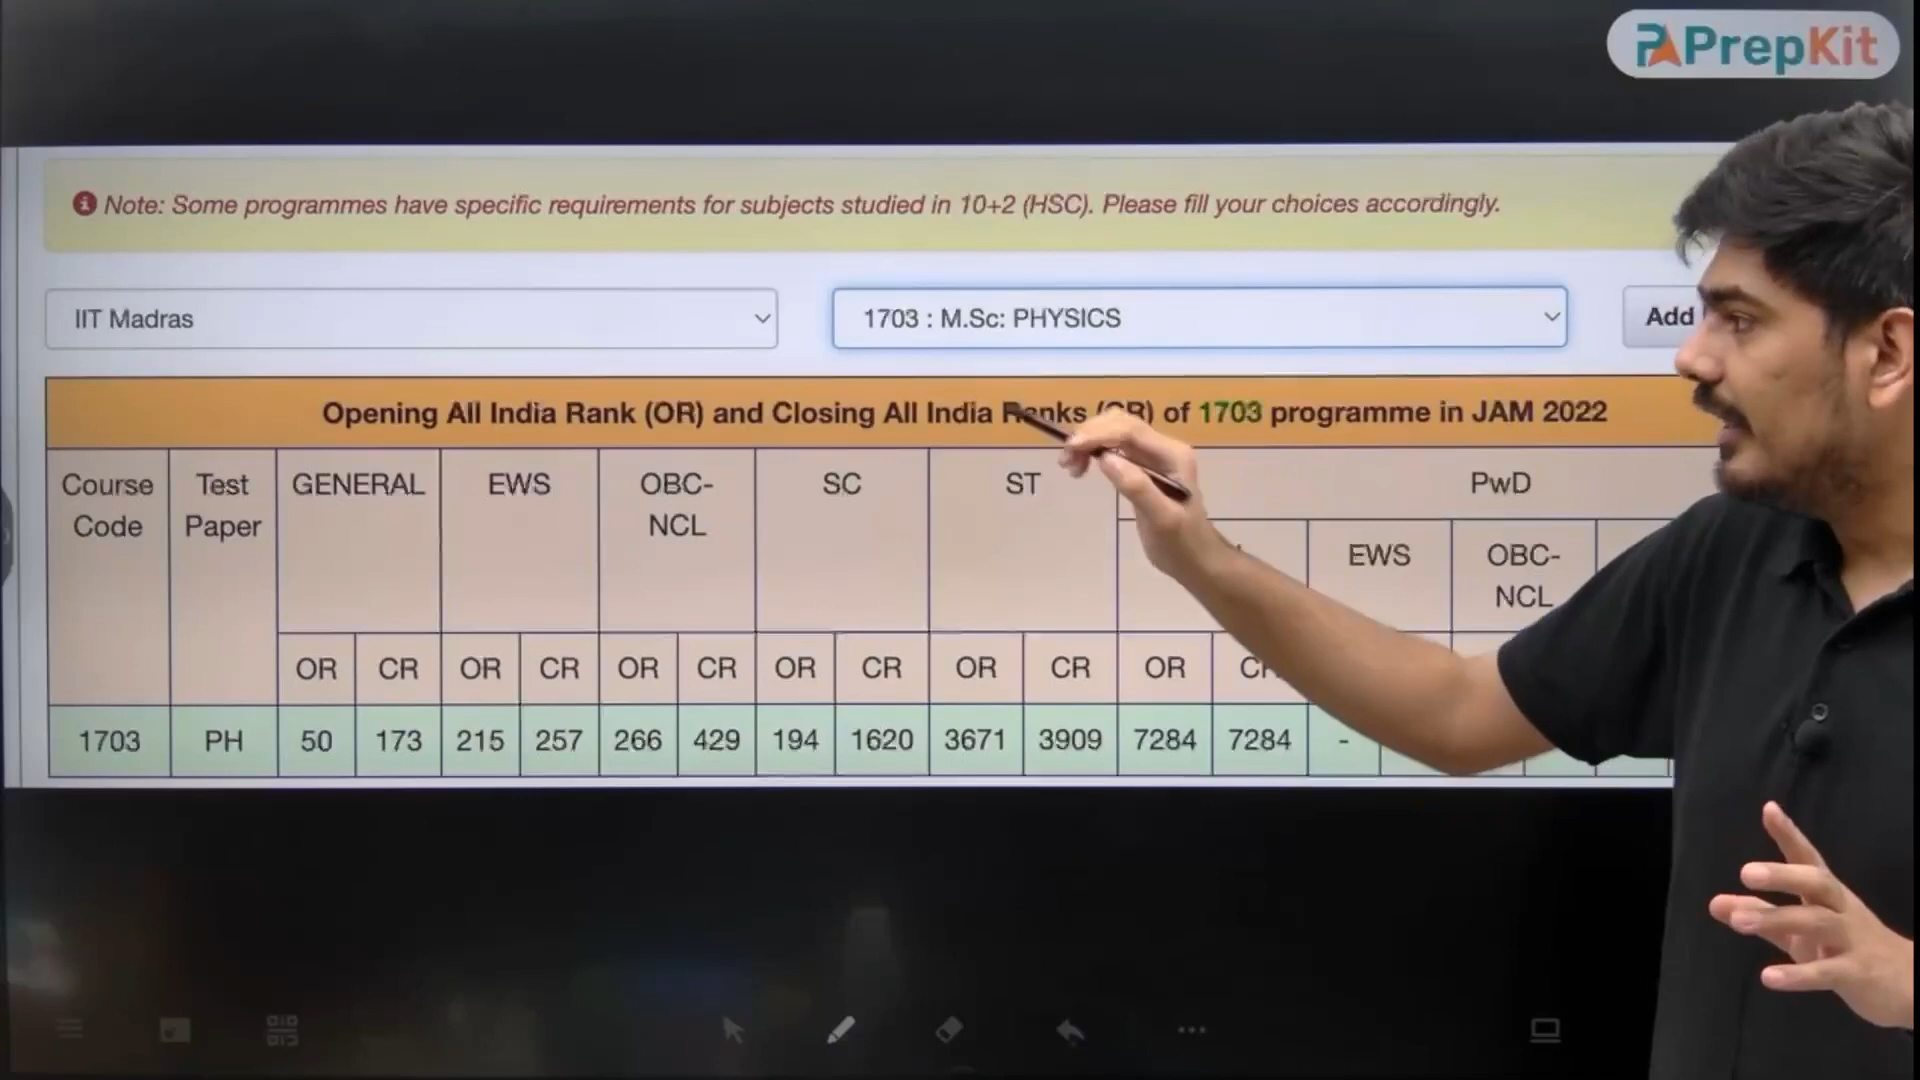 PrepKit
Note: Some programmes have specific requirements for subjects studied in 10+2 (HSC). Please fill your choices accordingly.
IIT Madras
1703 : M.Sc: PHYSICS
Add
Opening All India Rank (OR) and Closing All India Ranks (CR) of 1703 programme in JAM 2022
Course Code Test Paper GENERAL EWS OBC-NCL SC ST PwD
EWS OBC-NCL
OR CR OR CR OR CR OR CR OR CR OR CR
1703 PH 50 173 215 257 266 429 194 1620 3671 3909 7284 7284 -